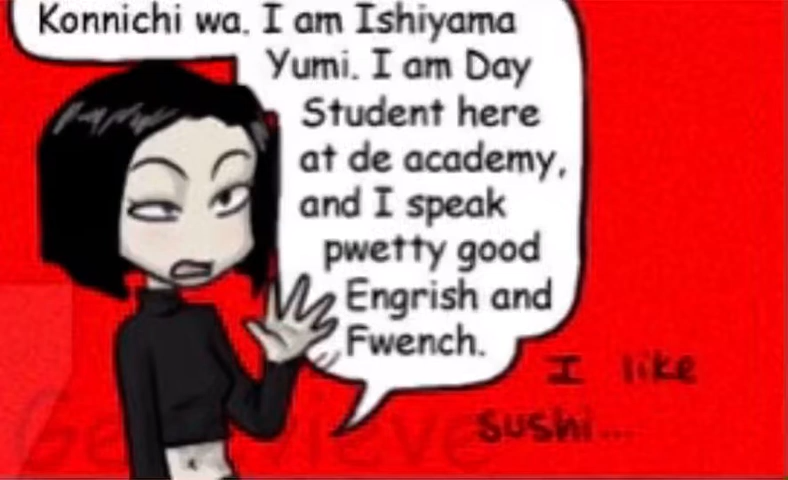 Konnichi wa. I am Ishiyama
Yumi. I am Day
Student here
at de academy,
and I speak
pwetty good
Engrish and
Fwench.
I like
sushi...
Genevieve